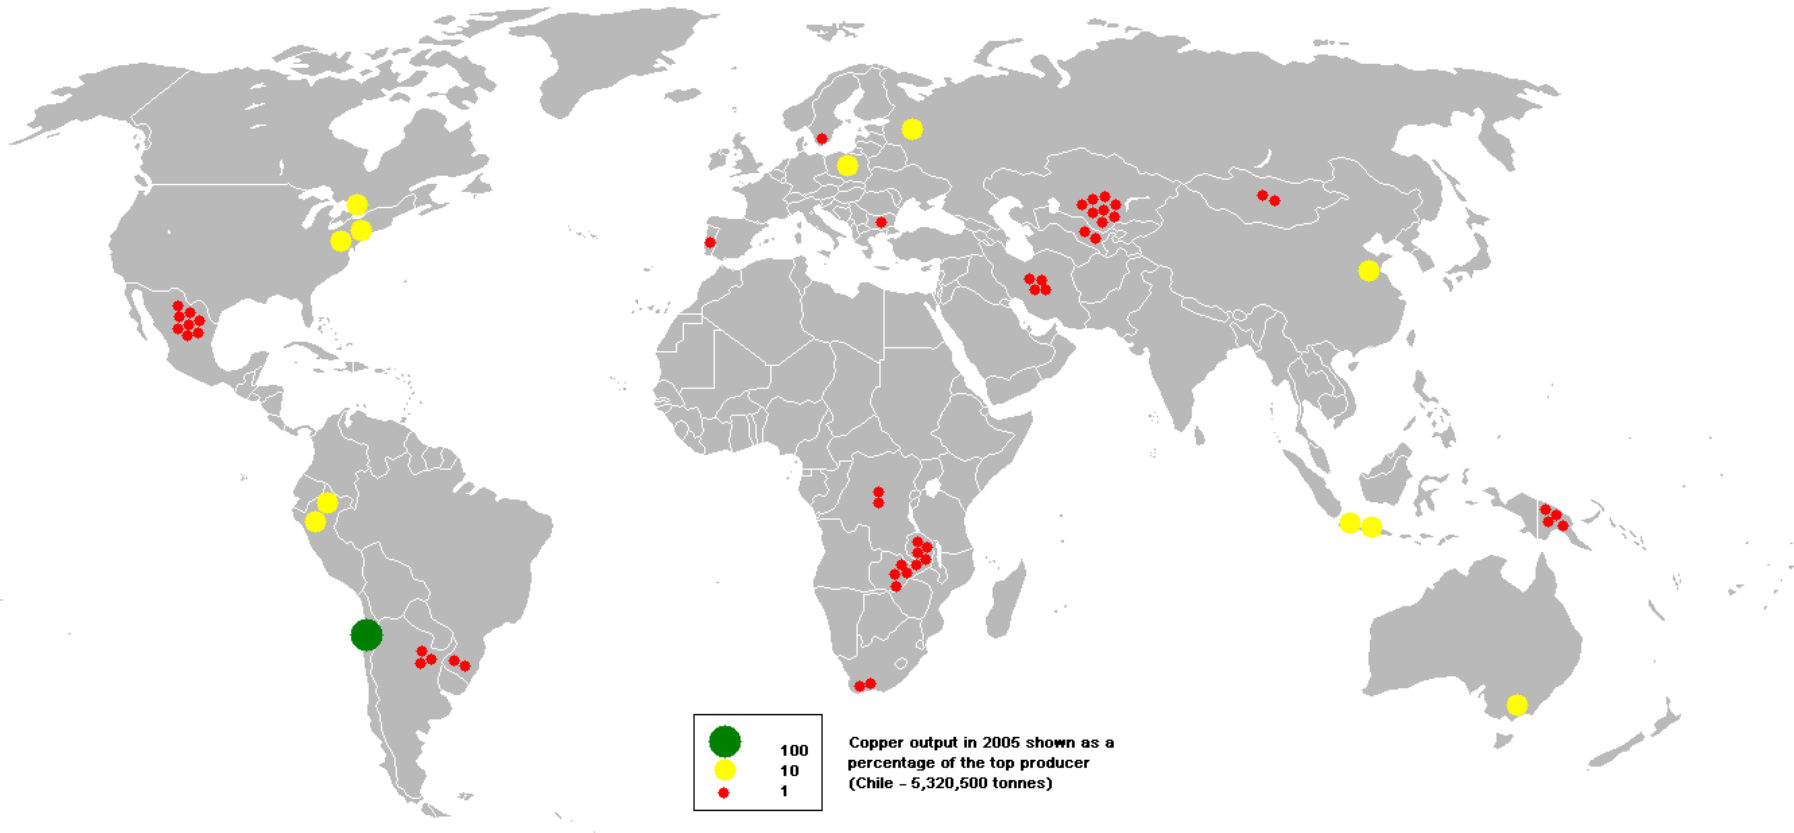 100
10
1
Copper output in 2005 shown as a
percentage of the top producer
(Chile - 5,320,500 tonnes)